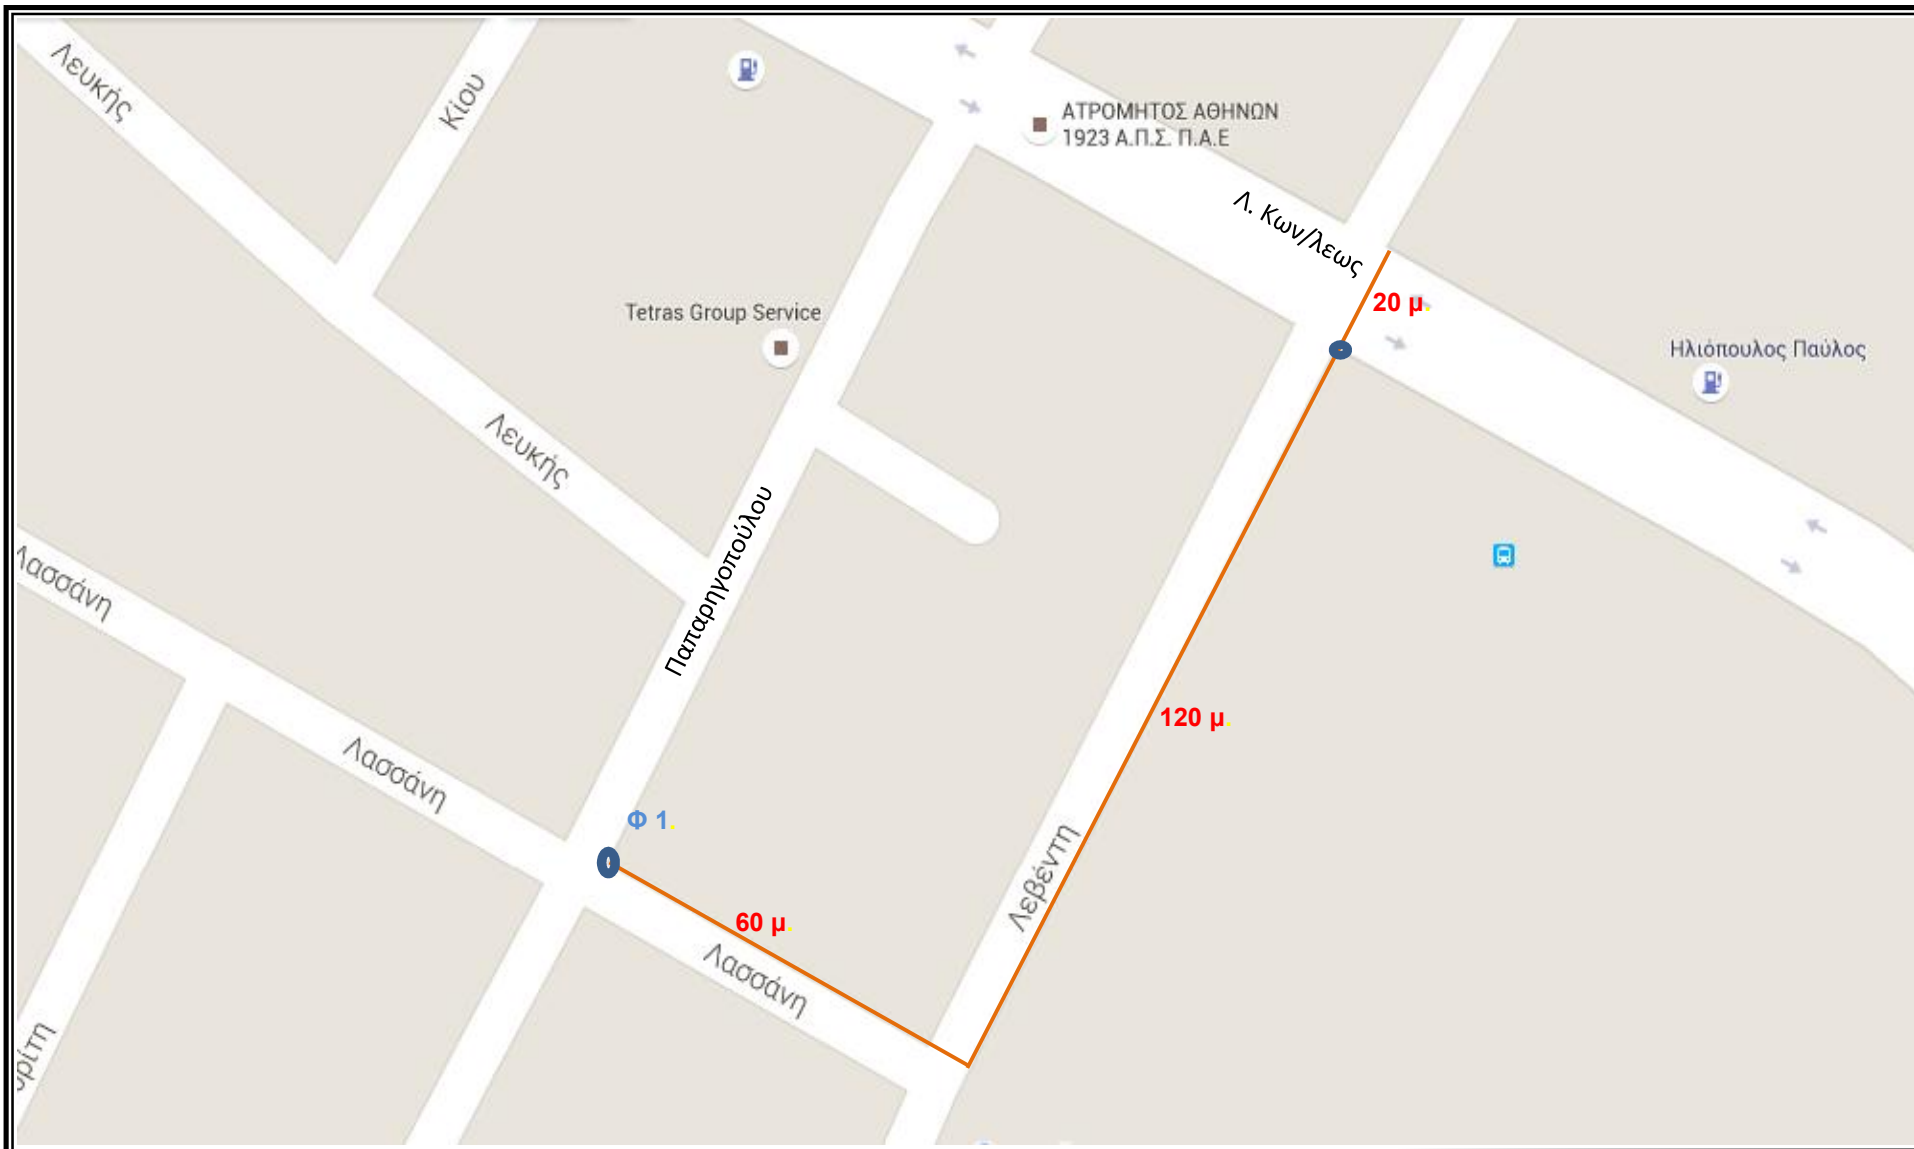 Λευκής
Κίου
ΑΤΡΟΜΗΤΟΣ ΑΘΗΝΩΝ
1923 Α.Π.Σ. Π.Α.Ε
Λ. Κων/λεως
20 μ.
Tetras Group Service
Ηλιόπουλος Παύλος
Λευκής
Παπαρηγοπούλου
Λασσάνη
120 μ.
Λασσάνη
Φ 1.
Λεβέντη
60 μ.
Λασσάνη